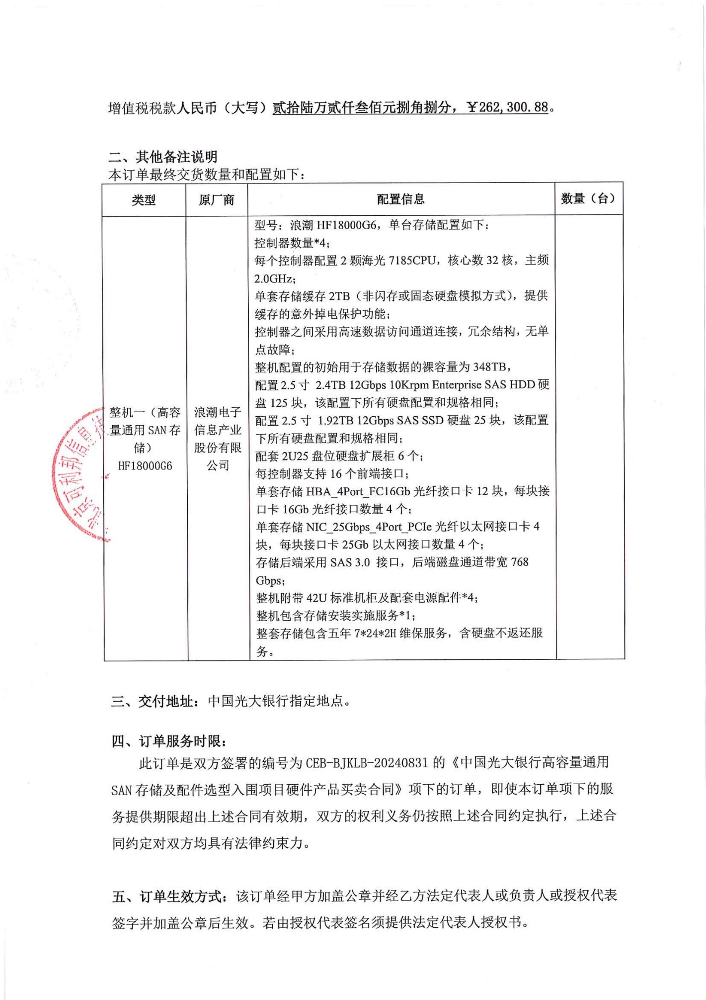 增值税税款人民币（大写）贰拾陆万贰仟叁佰元捌角捌分，￥262,300.88。
二、其他备注说明
本订单最终交货数量和配置如下：
类型
原厂商
配置信息
数量（台）
整机一（高容
量通用 SAN 存
储）
HF18000G6
浪潮电子
信息产业
股份有限
公司
型号：浪潮 HF18000G6，单台存储配置如下：
控制器数量*4；
每个控制器配置 2 颗海光 7185CPU，核心数 32 核，主频
2.0GHz；
单套存储缓存 2TB（非闪存或固态硬盘模拟方式），提供
缓存的意外掉电保护功能；
控制器之间采用高速数据访问通道连接，冗余结构，无单
点故障；
整机配置的初始用于存储数据的裸容量为 348TB，
配置 2.5 寸 2.4TB 12Gbps 10Krpm Enterprise SAS HDD 硬
盘 125 块，该配置下所有硬盘配置和规格相同；
配置 2.5 寸 1.92TB 12Gbps SAS SSD 硬盘 25 块，该配置
下所有硬盘配置和规格相同；
配套 2U25 盘位硬盘扩展柜 6 个；
每控制器支持 16 个前端接口；
单套存储 HBA_4Port_FC16Gb 光纤接口卡 12 块，每块接
口卡 16Gb 光纤接口数量 4 个；
单套存储 NIC_25Gbps_4Port_PCIe 光纤以太网接口卡 4
块，每块接口卡 25Gb 以太网接口数量 4 个；
存储后端采用 SAS 3.0 接口，后端磁盘通道带宽 768
Gbps；
整机附带 42U 标准机柜及配套电源配件*4；
整机包含存储安装实施服务*1；
整套存储包含五年 7*24*2H 维保服务，含硬盘不返还服
务。
北京可利邦信息
三、交付地址：中国光大银行指定地点。
四、订单服务时限：
此订单是双方签署的编号为 CEB-BJKLB-20240831 的《中国光大银行高容量通用
SAN 存储及配件选型入围项目硬件产品买卖合同》项下的订单，即使本订单项下的服
务提供期限超出上述合同有效期，双方的权利义务仍按照上述合同约定执行，上述合
同约定对双方均具有法律约束力。
五、订单生效方式：该订单经甲方加盖公章并经乙方法定代表人或负责人或授权代表
签字并加盖公章后生效。若由授权代表签名须提供法定代表人授权书。